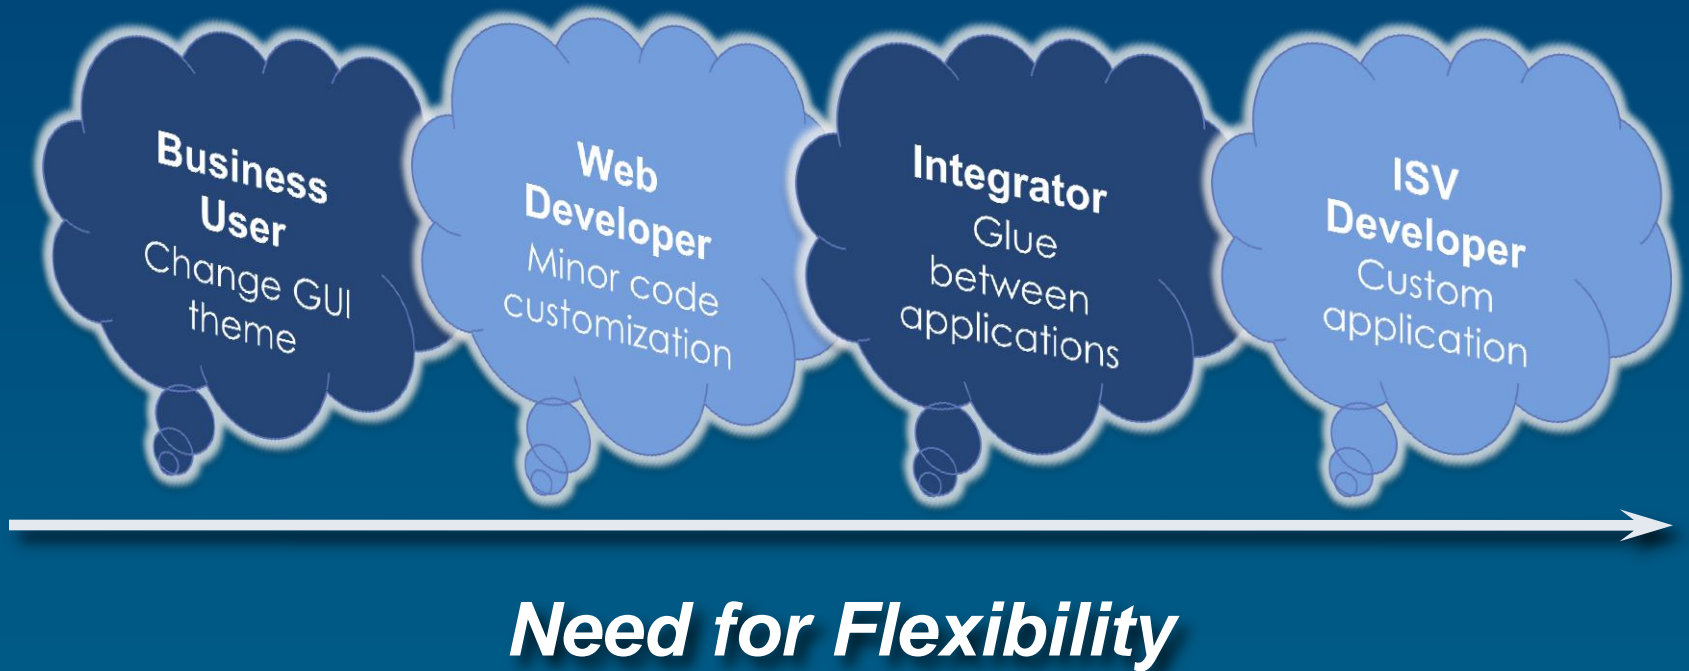 Business
User
Change GUI
theme
Web
Developer
Minor code
customization
Integrator
Glue
between
applications
ISV
Developer
Custom
application
Need for Flexibility